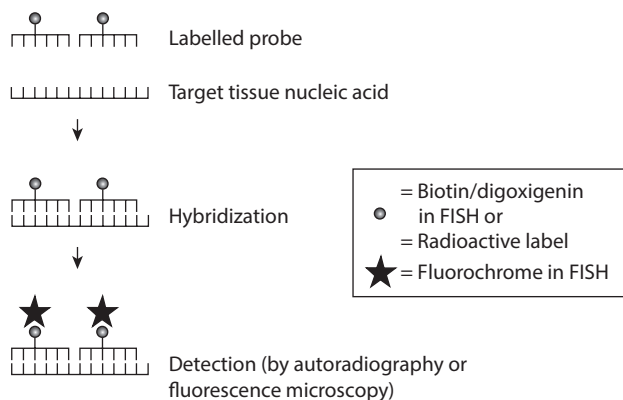 Labelled probe
Target tissue nucleic acid
Hybridization
= Biotin/digoxigenin
in FISH or
= Radioactive label
= Fluorochrome in FISH
Detection (by autoradiography or
fluorescence microscopy)